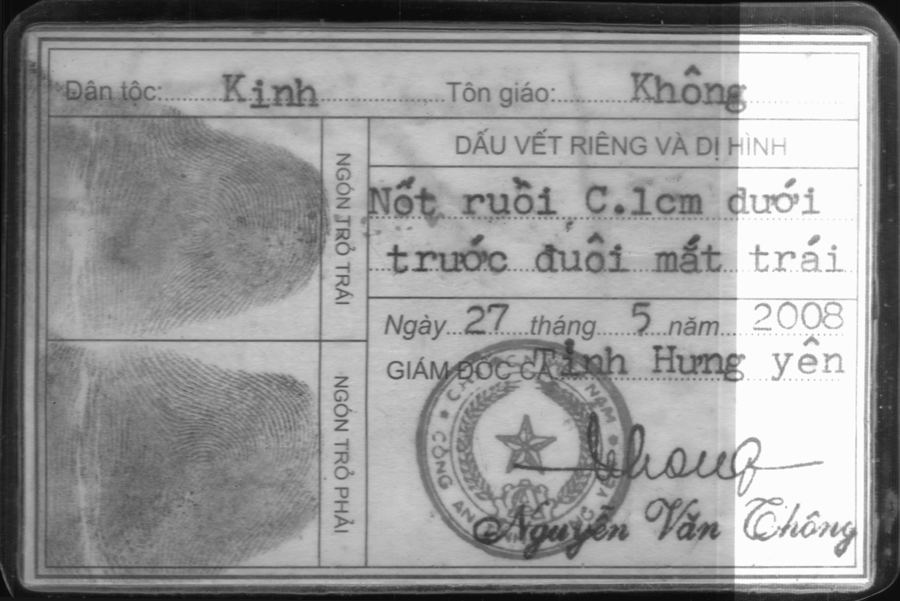 Dân tộc: Kinh Tôn giáo: Không
DẤU VẾT RIÊNG VÀ DỊ HÌNH
NGÓN TRỎ TRÁI
Nốt ruồi C.1cm dưới
trước đuôi mắt trái
Ngày 27 tháng 5 năm 2008
GIÁM ĐỐC CA Tỉnh Hưng yên
NGÓN TRỎ PHẢI
CÔNG AN
NAM
Nguyễn Văn Thông